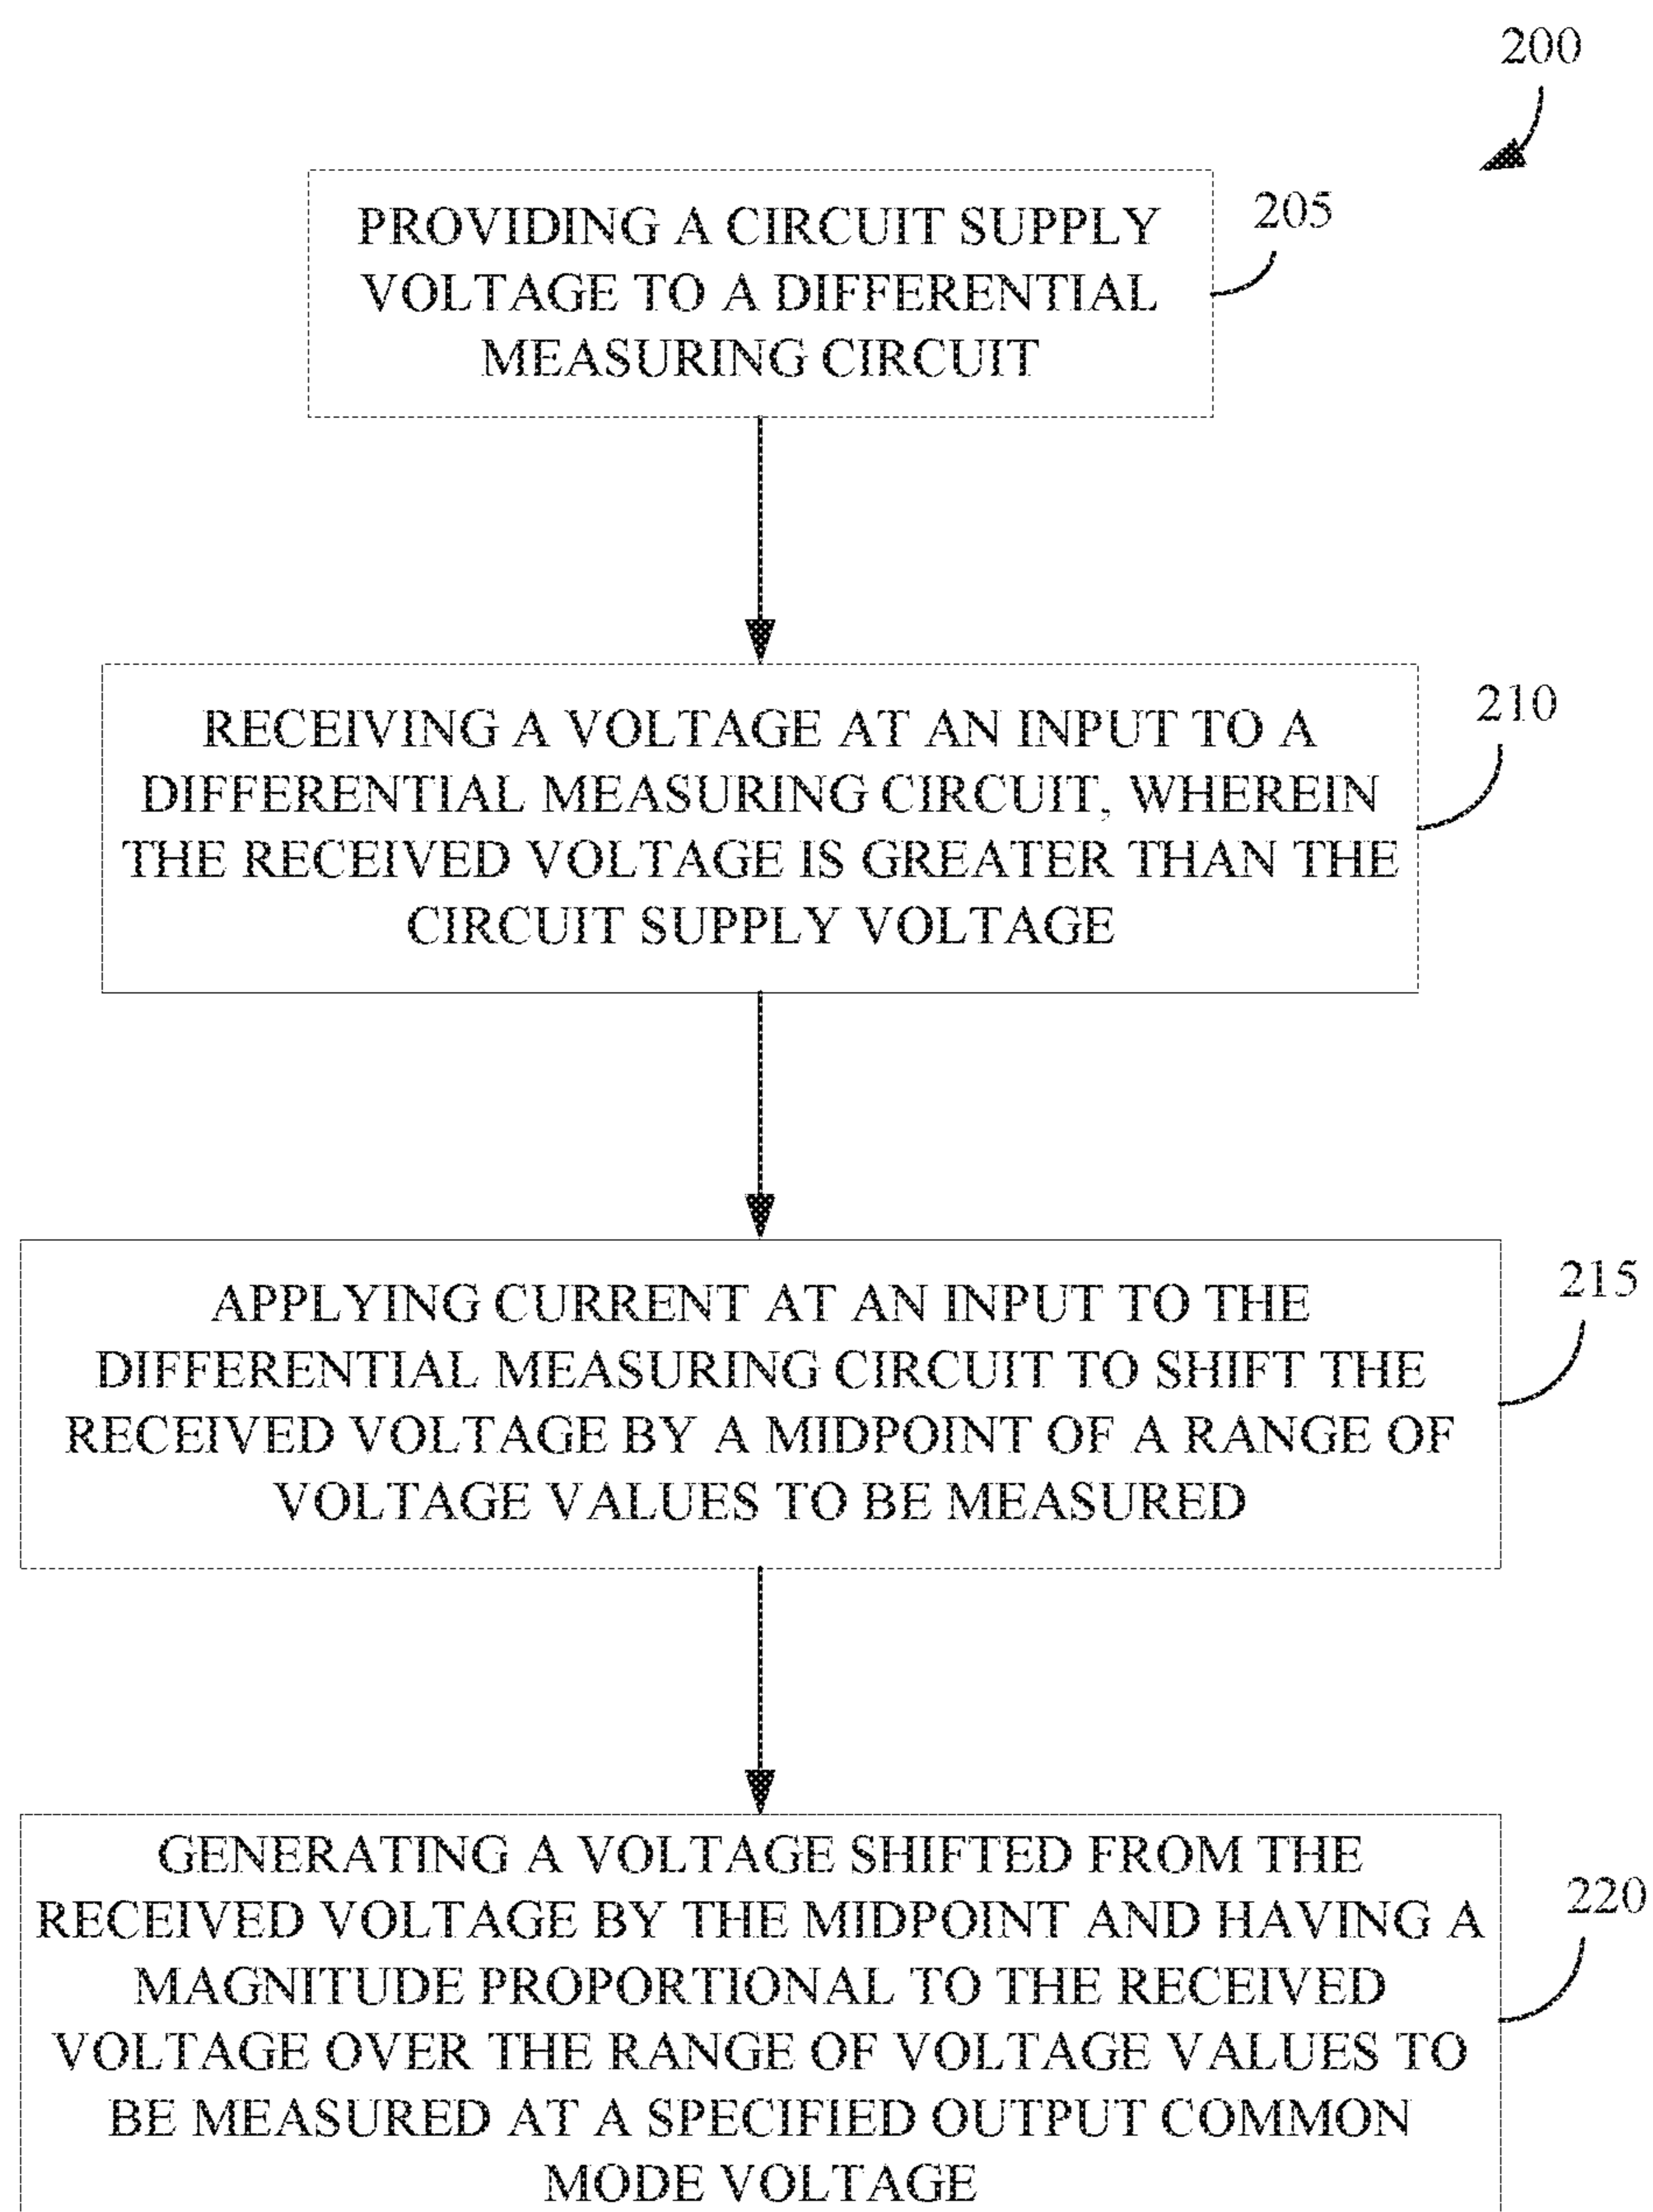 200
PROVIDING A CIRCUIT SUPPLY
VOLTAGE TO A DIFFERENTIAL
MEASURING CIRCUIT
205
RECEIVING A VOLTAGE AT AN INPUT TO A
DIFFERENTIAL MEASURING CIRCUIT, WHEREIN
THE RECEIVED VOLTAGE IS GREATER THAN THE
CIRCUIT SUPPLY VOLTAGE
210
APPLYING CURRENT AT AN INPUT TO THE
DIFFERENTIAL MEASURING CIRCUIT TO SHIFT THE
RECEIVED VOLTAGE BY A MIDPOINT OF A RANGE OF
VOLTAGE VALUES TO BE MEASURED
215
GENERATING A VOLTAGE SHIFTED FROM THE
RECEIVED VOLTAGE BY THE MIDPOINT AND HAVING A
MAGNITUDE PROPORTIONAL TO THE RECEIVED
VOLTAGE OVER THE RANGE OF VOLTAGE VALUES TO
BE MEASURED AT A SPECIFIED OUTPUT COMMON
MODE VOLTAGE
220